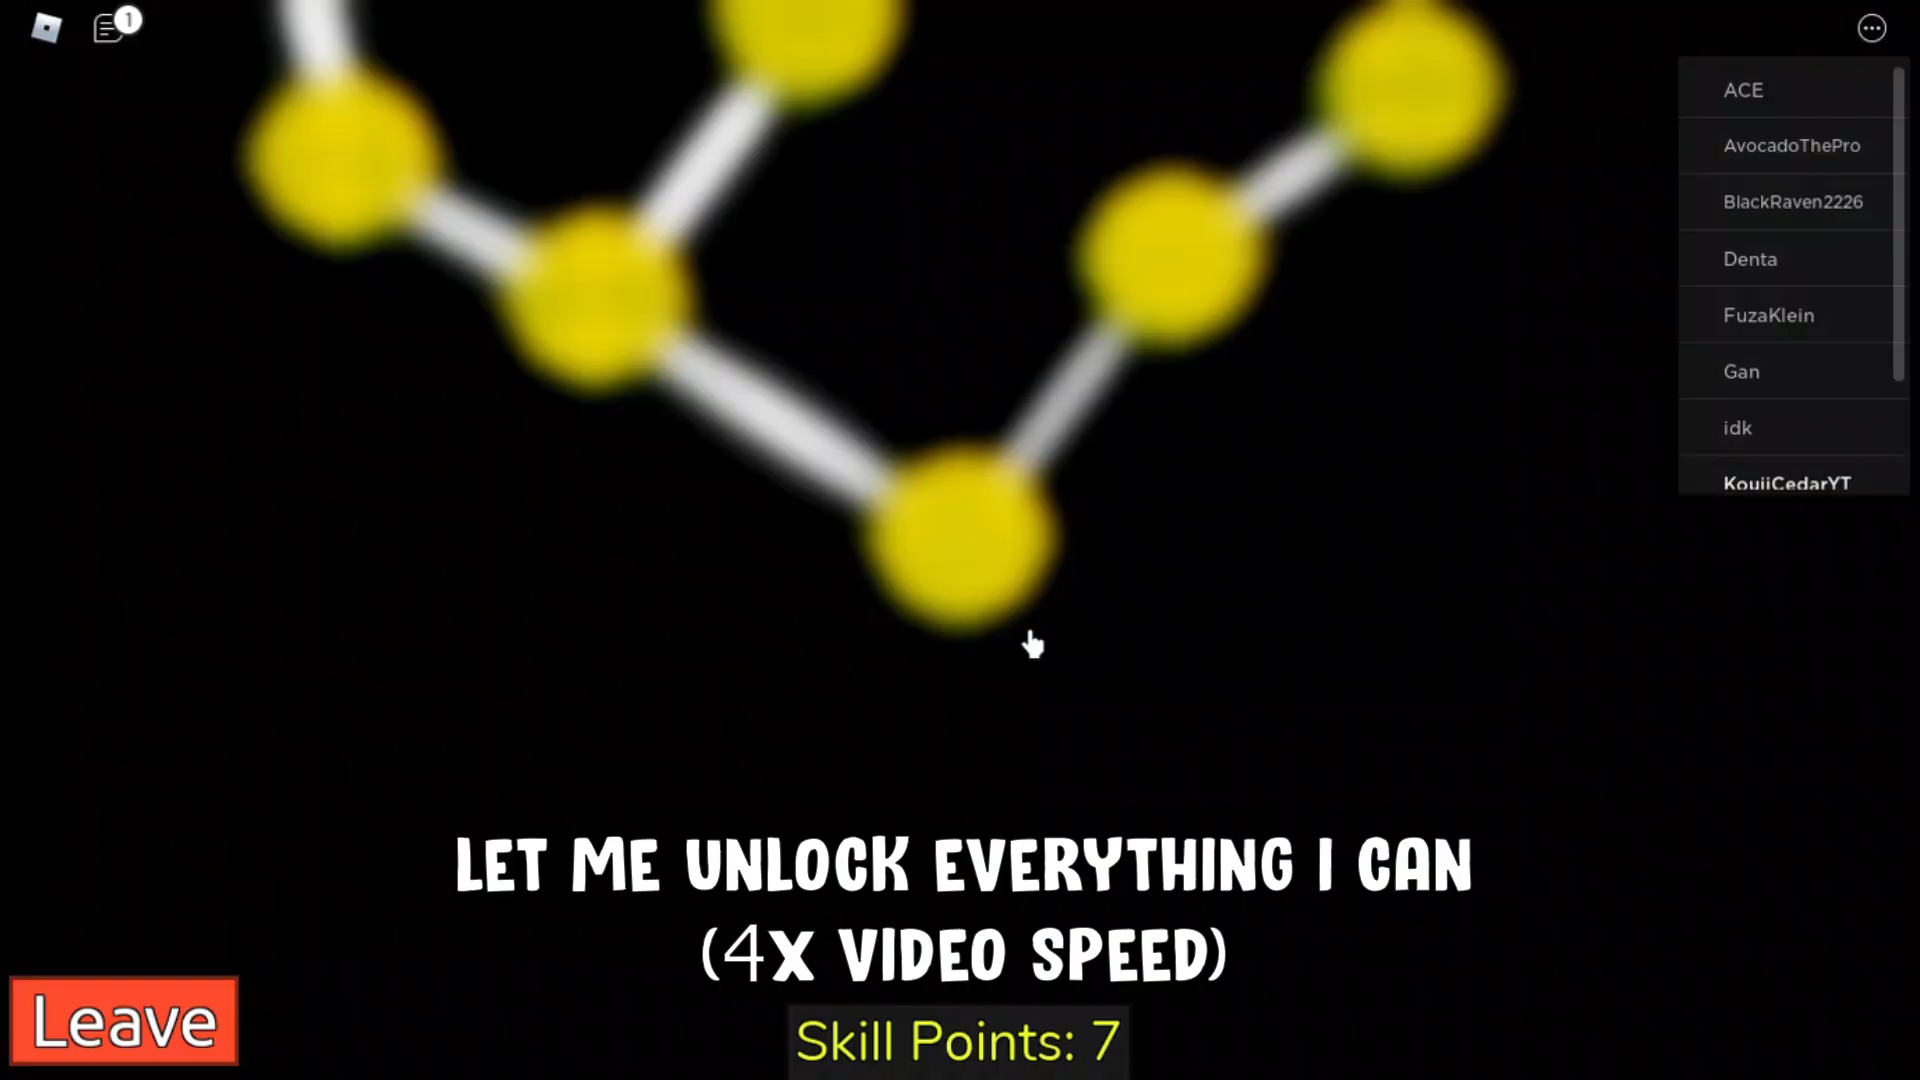 1
ACE
AvocadoThePro
BlackRaven2226
Denta
FuzaKlein
Gan
idk
KoujiCedarYT
LET ME UNLOCK EVERYTHING I CAN
(4X VIDEO SPEED)
Leave
Skill Points: 7